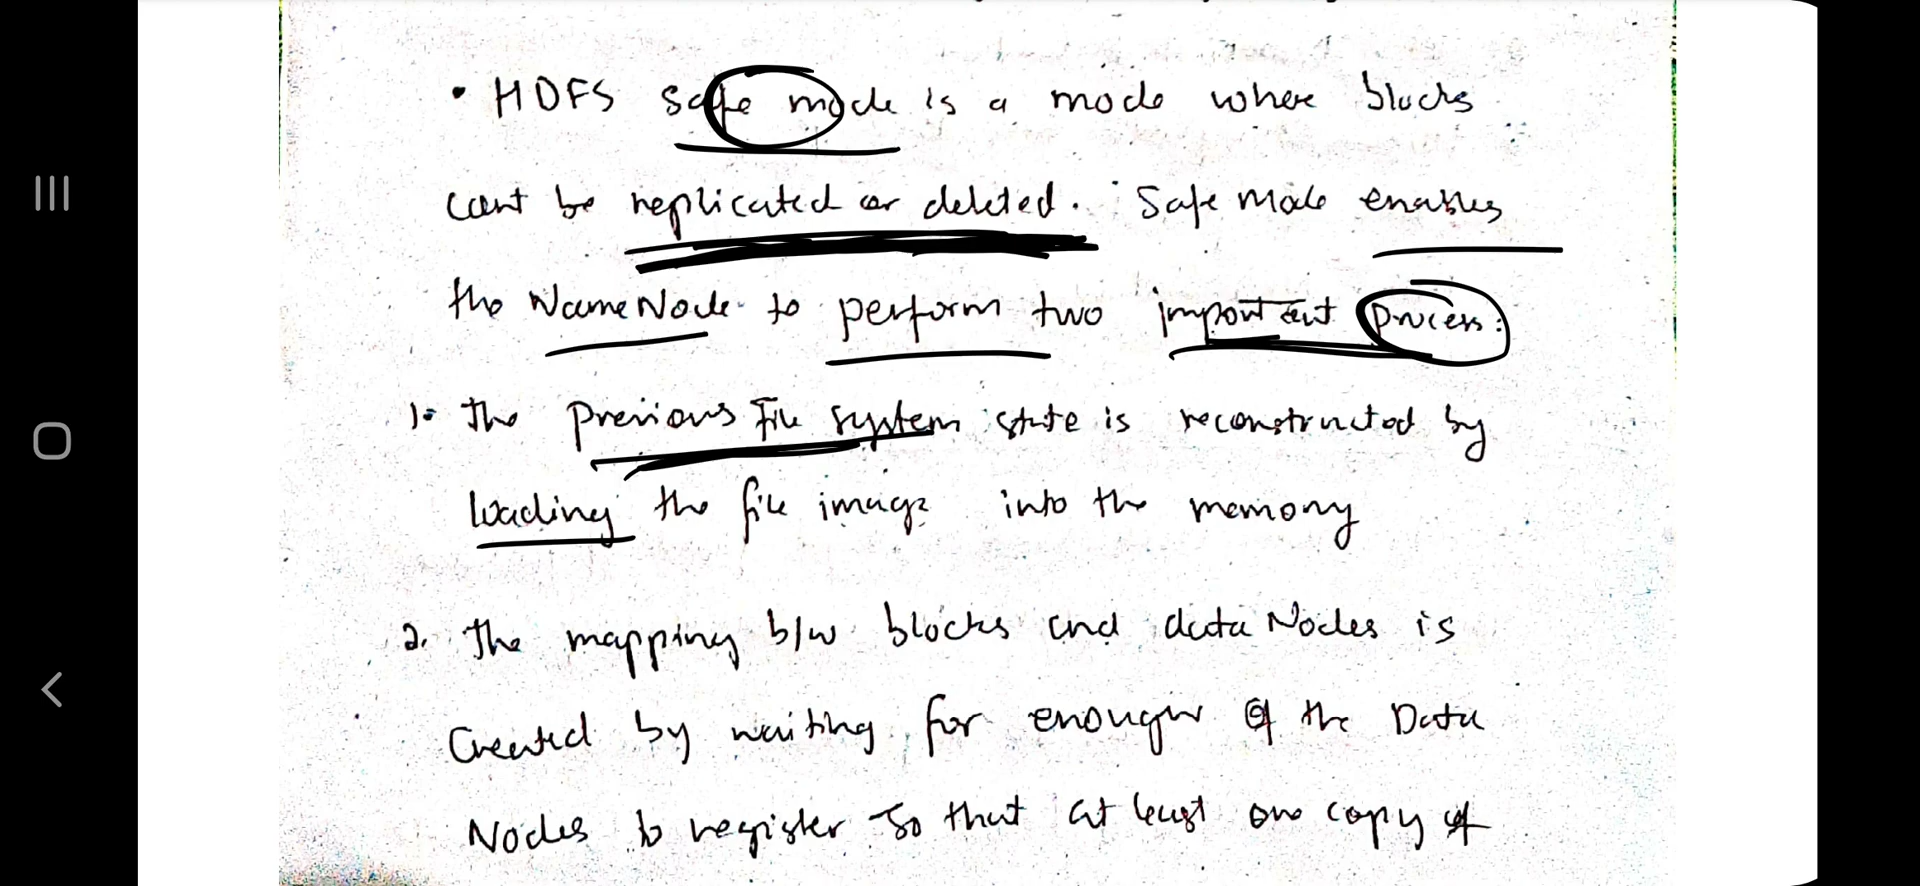 • HDFS safe mode is a mode where blocks
cant be replicated or deleted. Safe Mode enables
the NameNode to perform two important process:
1. The previous file system state is reconstructed by
loading the file image into the memory
2. The mapping b/w blocks and data Nodes is
Created by waiting for enough of the Data
Nodes to register so that at least one copy of